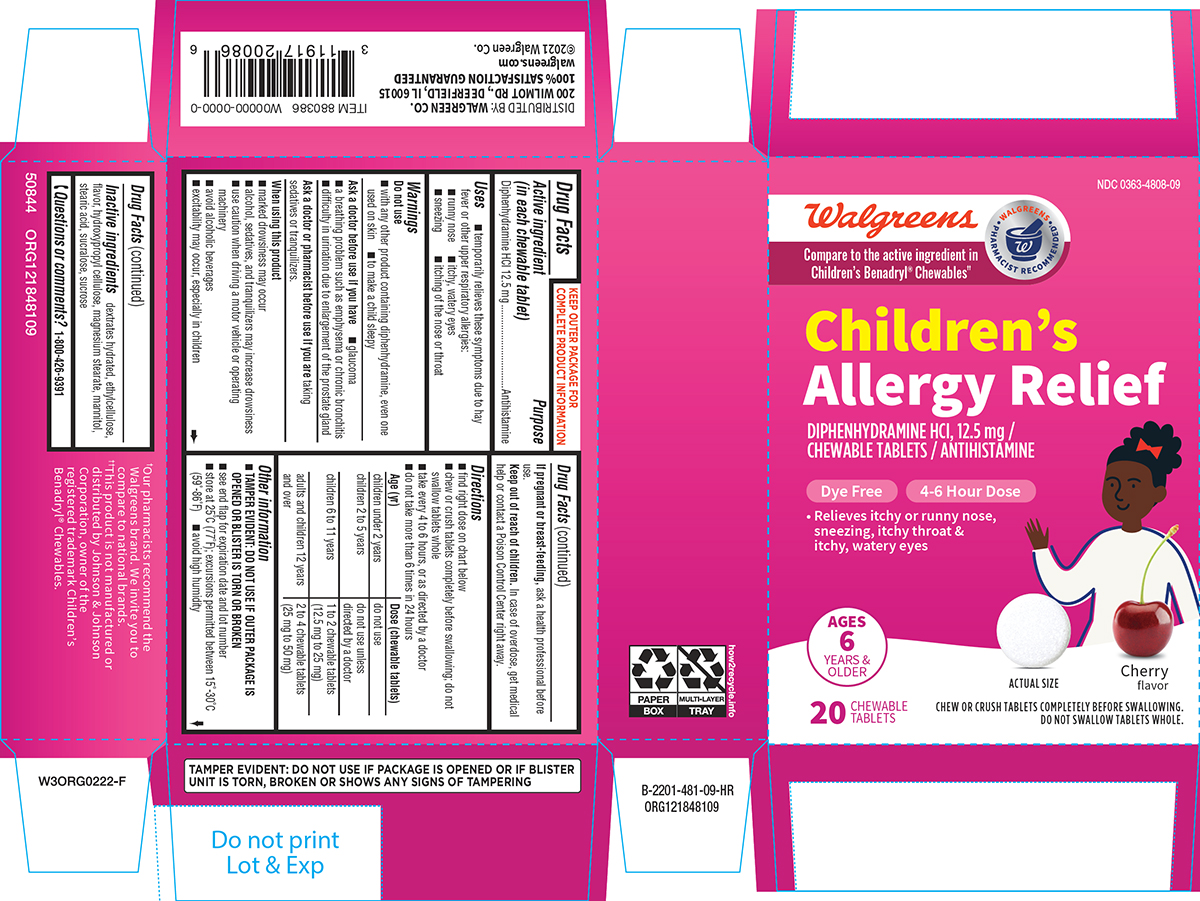 NDC 0363-4808-09
Walgreens
• WALGREENS •
PHARMACIST RECOMMENDED
Compare to the active ingredient in
Children's Benadryl® Chewables††
Children's
Allergy Relief
DIPHENHYDRAMINE HCl, 12.5 mg /
CHEWABLE TABLETS / ANTIHISTAMINE
Dye Free
4-6 Hour Dose
• Relieves itchy or runny nose,
sneezing, itchy throat &
itchy, watery eyes
AGES
6
YEARS &
OLDER
20 CHEWABLE
TABLETS
ACTUAL SIZE
Cherry
flavor
CHEW OR CRUSH TABLETS COMPLETELY BEFORE SWALLOWING.
DO NOT SWALLOW TABLETS WHOLE.
how2recycle.info
PAPER
BOX
MULTI-LAYER
TRAY
B-2201-481-09-HR
ORG121848109
DISTRIBUTED BY: WALGREEN CO.
200 WILMOT RD., DEERFIELD, IL 60015
100% SATISFACTION GUARANTEED
walgreens.com
©2021 Walgreen Co.
ITEM 880386 W00000-0000-0
3 11917 20086 6
KEEP OUTER PACKAGE FOR
COMPLETE PRODUCT INFORMATION
Drug Facts
Active ingredient Purpose
(in each chewable tablet)
Diphenhydramine HCl 12.5 mg ........................Antihistamine
Uses ■ temporarily relieves these symptoms due to hay
fever or other upper respiratory allergies:
■ runny nose ■ itchy, watery eyes
■ sneezing ■ itching of the nose or throat
Warnings
Do not use
■ with any other product containing diphenhydramine, even one
used on skin ■ to make a child sleepy
Ask a doctor before use if you have ■ glaucoma
■ a breathing problem such as emphysema or chronic bronchitis
■ difficulty in urination due to enlargement of the prostate gland
Ask a doctor or pharmacist before use if you are taking
sedatives or tranquilizers.
When using this product
■ marked drowsiness may occur
■ alcohol, sedatives, and tranquilizers may increase drowsiness
■ use caution when driving a motor vehicle or operating
machinery
■ avoid alcoholic beverages
■ excitability may occur, especially in children
Drug Facts (continued)
If pregnant or breast-feeding, ask a health professional before
use.
Keep out of reach of children. In case of overdose, get medical
help or contact a Poison Control Center right away.
Directions
■ find right dose on chart below
■ chew or crush tablets completely before swallowing; do not
swallow tablets whole
■ take every 4 to 6 hours, or as directed by a doctor
■ do not take more than 6 times in 24 hours
Age (yr) Dose (chewable tablets)
children under 2 years do not use
children 2 to 5 years do not use unless
directed by a doctor
children 6 to 11 years 1 to 2 chewable tablets
(12.5 mg to 25 mg)
adults and children 12 years 2 to 4 chewable tablets
and over (25 mg to 50 mg)
Other information
■ TAMPER EVIDENT: DO NOT USE IF OUTER PACKAGE IS
OPENED OR BLISTER IS TORN OR BROKEN
■ see end flap for expiration date and lot number
■ store at 25°C (77°F); excursions permitted between 15°-30°C
(59°-86°F) ■ avoid high humidity
Drug Facts (continued)
Inactive ingredients dextrates hydrated, ethylcellulose,
flavor, hydroxypropyl cellulose, magnesium stearate, mannitol,
stearic acid, sucralose, sucrose
Questions or comments? 1-800-426-9391
†Our pharmacists recommend the
Walgreens brand. We invite you to
compare to national brands.
††This product is not manufactured or
distributed by Johnson & Johnson
Corporation, owner of the
registered trademark Children's
Benadryl® Chewables.
50844 ORG121848109
W3ORG0222-F
TAMPER EVIDENT: DO NOT USE IF PACKAGE IS OPENED OR IF BLISTER
UNIT IS TORN, BROKEN OR SHOWS ANY SIGNS OF TAMPERING
Do not print
Lot & Exp